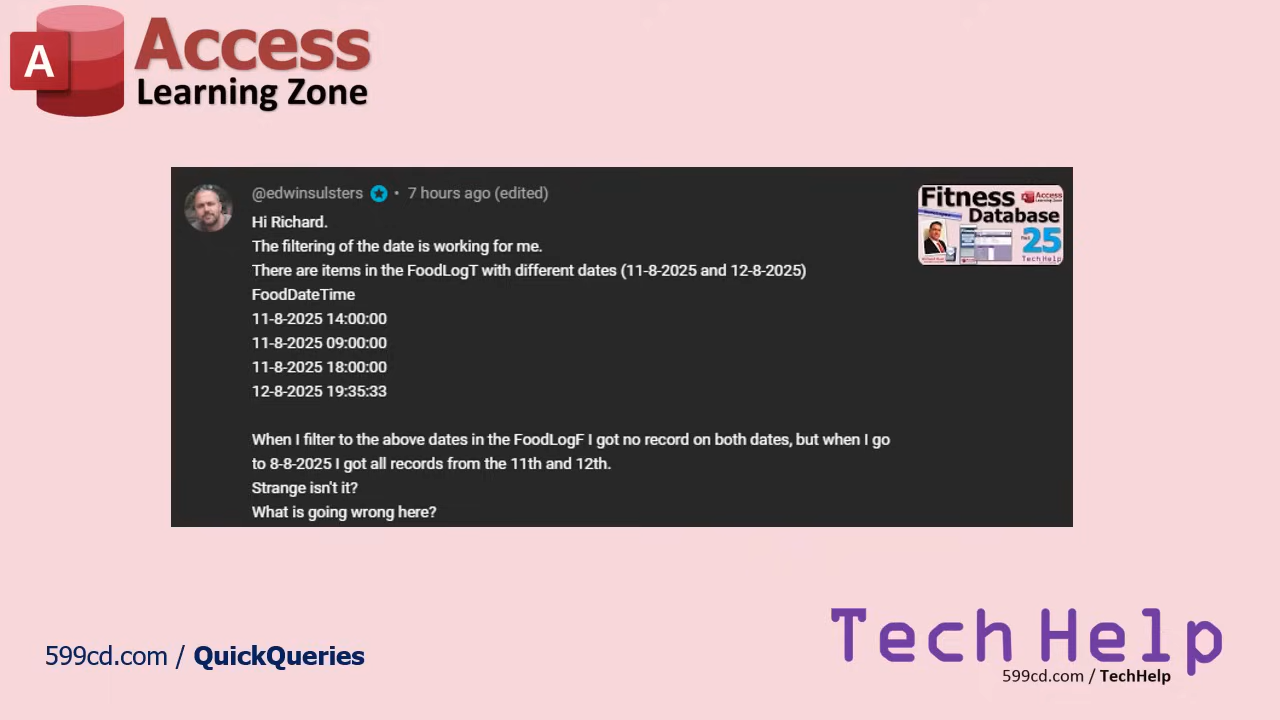 A
Access
Learning Zone
@edwinsulsters • 7 hours ago (edited)
Hi Richard.
The filtering of the date is working for me.
There are items in the FoodLogT with different dates (11-8-2025 and 12-8-2025)
FoodDateTime
11-8-2025 14:00:00
11-8-2025 09:00:00
11-8-2025 18:00:00
12-8-2025 19:35:33
When I filter to the above dates in the FoodLogF I got no record on both dates, but when I go
to 8-8-2025 I got all records from the 11th and 12th.
Strange isn't it?
What is going wrong here?
Fitness
Access
Learning Zone
Database
25
TechHelp
599cd.com / QuickQueries
TechHelp
599cd.com / TechHelp